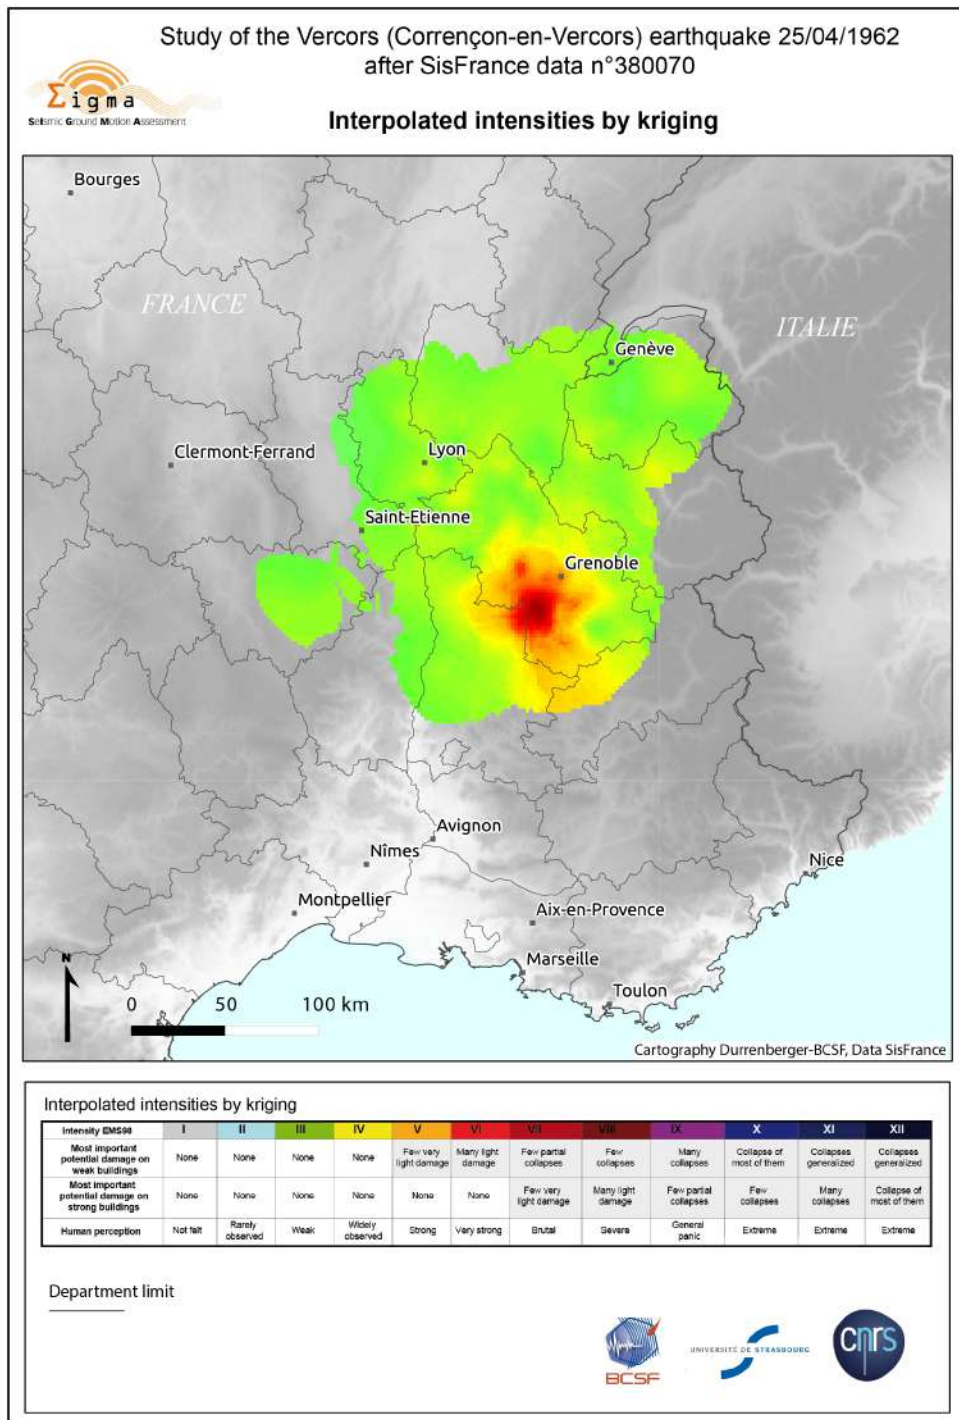 Study of the Vercors (Corrençon-en-Vercors) earthquake 25/04/1962
after SisFrance data n°380070
Σigma
Seismic Ground Motion Assessment
Interpolated intensities by kriging
Bourges
FRANCE
ITALIE
Genève
Clermont-Ferrand
Lyon
Saint-Etienne
Grenoble
Avignon
Nîmes
Nice
Montpellier
Aix-en-Provence
Marseille
Toulon
N
0 50 100 km
Cartography Durrenberger-BCSF, Data SisFrance
Interpolated intensities by kriging
Intensity EMS98 I II III IV V VI VII VIII IX X XI XII
Most important potential damage on weak buildings None None None None Few very light damage Many light damage Few partial collapses Few collapses Many collapses Collapse of most of them Collapses generalized Collapses generalized
Most important potential damage on strong buildings None None None None None None Few very light damage Many light damage Few partial collapses Few collapses Many collapses Collapse of most of them
Human perception Not felt Rarely observed Weak Widely observed Strong Very strong Brutal Severe General panic Extreme Extreme Extreme
Department limit
BCSF
UNIVERSITÉ DE STRASBOURG
cnrs